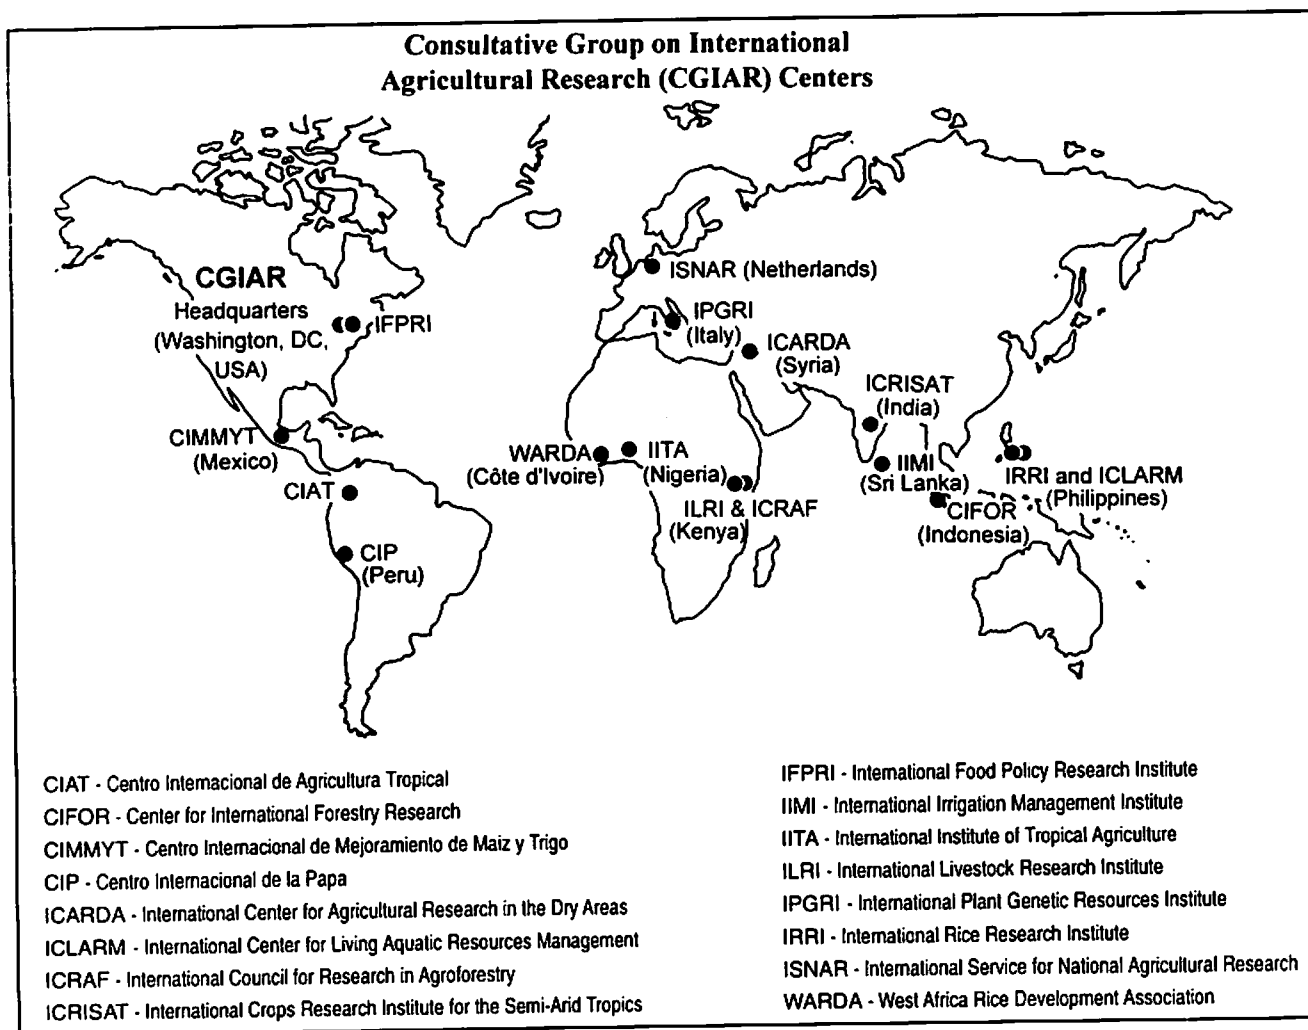 Consultative Group on International
Agricultural Research (CGIAR) Centers
CGIAR
Headquarters
(Washington, DC,
USA)
IFPRI
ISNAR (Netherlands)
IPGRI
(Italy)
ICARDA
(Syria)
ICRISAT
(India)
CIMMYT
(Mexico)
WARDA
(Côte d'Ivoire)
IITA
(Nigeria)
IIMI
(Sri Lanka)
IRRI and ICLARM
(Philippines)
CIAT
ILRI & ICRAF
(Kenya)
CIFOR
(Indonesia)
CIP
(Peru)
CIAT - Centro Internacional de Agricultura Tropical
CIFOR - Center for International Forestry Research
CIMMYT - Centro Internacional de Mejoramiento de Maiz y Trigo
CIP - Centro Internacional de la Papa
ICARDA - International Center for Agricultural Research in the Dry Areas
ICLARM - International Center for Living Aquatic Resources Management
ICRAF - International Council for Research in Agroforestry
ICRISAT - International Crops Research Institute for the Semi-Arid Tropics
IFPRI - International Food Policy Research Institute
IIMI - International Irrigation Management Institute
IITA - International Institute of Tropical Agriculture
ILRI - International Livestock Research Institute
IPGRI - International Plant Genetic Resources Institute
IRRI - International Rice Research Institute
ISNAR - International Service for National Agricultural Research
WARDA - West Africa Rice Development Association